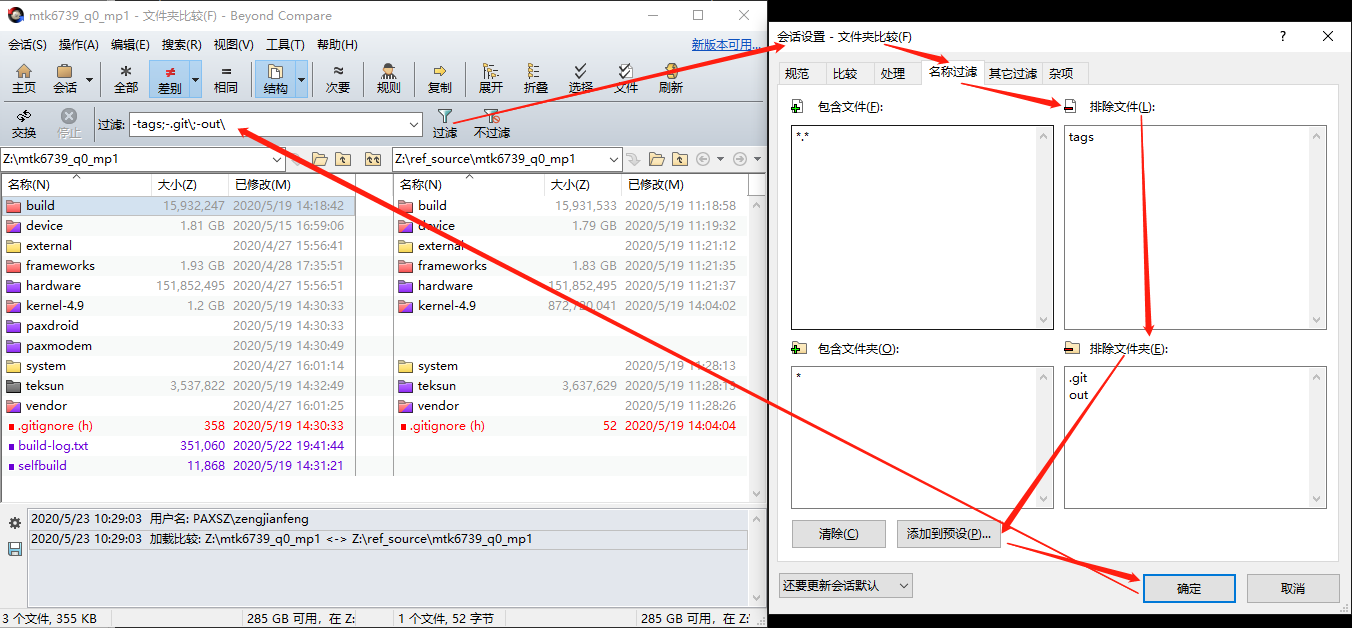 mtk6739_q0_mp1 - 文件夹比较(F) - Beyond Compare
会话(S) 操作(A) 编辑(E) 搜索(R) 视图(V) 工具(T) 帮助(H) 新版本可用...
主页 会话 全部 差别 相同 结构 次要 规则 复制 展开 折叠 选择 文件 刷新
交换 停止 过滤: -tags;-.git\;-out\ 过滤 不过滤
Z:\mtk6739_q0_mp1 Z:\ref_source\mtk6739_q0_mp1
名称(N) 大小(Z) 已修改(M) 名称(N) 大小(Z) 已修改(M)
build 15,932,247 2020/5/19 14:18:42 build 15,931,533 2020/5/19 11:18:58
device 1.81 GB 2020/5/15 16:59:06 device 1.79 GB 2020/5/19 11:19:32
external 2020/4/27 15:56:41 external 2020/5/19 11:21:12
frameworks 1.93 GB 2020/4/28 17:35:51 frameworks 1.83 GB 2020/5/19 11:21:35
hardware 151,852,495 2020/4/27 15:56:51 hardware 151,852,495 2020/5/19 11:21:37
kernel-4.9 1.2 GB 2020/5/19 14:30:33 kernel-4.9 2020/5/19 14:04:02
paxdroid 2020/5/19 14:30:33
paxmodem 2020/5/19 14:30:49
system 2020/4/27 16:01:14 system 2020/5/19 11:28:13
teksun 3,537,822 2020/5/19 14:32:49 teksun 3,637,629 2020/5/19 11:28:13
vendor 2020/4/27 16:01:25 vendor 2020/5/19 11:28:26
.gitignore (h) 358 2020/5/19 14:30:33 .gitignore (h) 52 2020/5/19 14:04:04
build-log.txt 351,060 2020/5/22 19:41:44
selfbuild 11,868 2020/5/19 14:31:21
2020/5/23 10:29:03 用户名: PAXSZ\zengjianfeng
2020/5/23 10:29:03 加载比较: Z:\mtk6739_q0_mp1 <-> Z:\ref_source\mtk6739_q0_mp1
3 个文件, 355 KB 285 GB 可用，在 Z: 1 个文件, 52 字节 285 GB 可用，在 Z:
会话设置 - 文件夹比较(F) ?
规范 比较 处理 名称过滤 其它过滤 杂项
包含文件(F): 排除文件(L):
*.* tags
包含文件夹(O): 排除文件夹(E):
* .git
out
清除(C) 添加到预设(P)...
还要更新会话默认 确定 取消